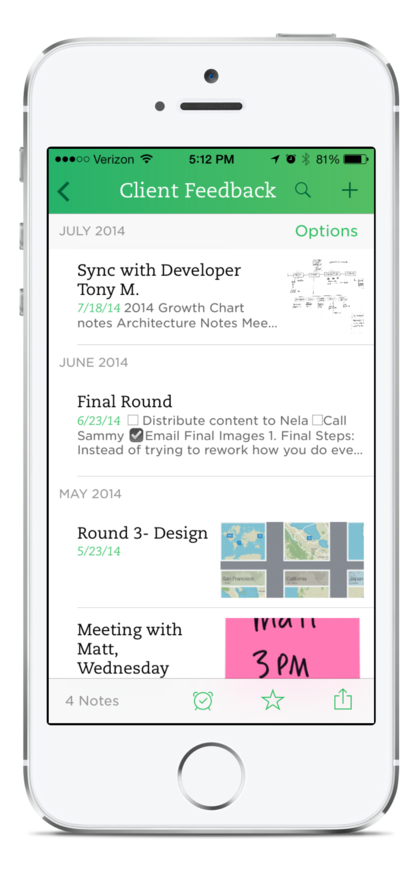 Verizon 5:12 PM 81%
Client Feedback
JULY 2014 Options
Sync with Developer
Tony M.
7/18/14 2014 Growth Chart
notes Architecture Notes Mee...
JUNE 2014
Final Round
6/23/14 ☐ Distribute content to Nela ☐Call
Sammy ☑Email Final Images 1. Final Steps:
Instead of trying to rework how you do eve...
MAY 2014
Round 3- Design
5/23/14
San Francisco California Japan
Meeting with
Matt,
Wednesday
Matt
3 PM
4 Notes